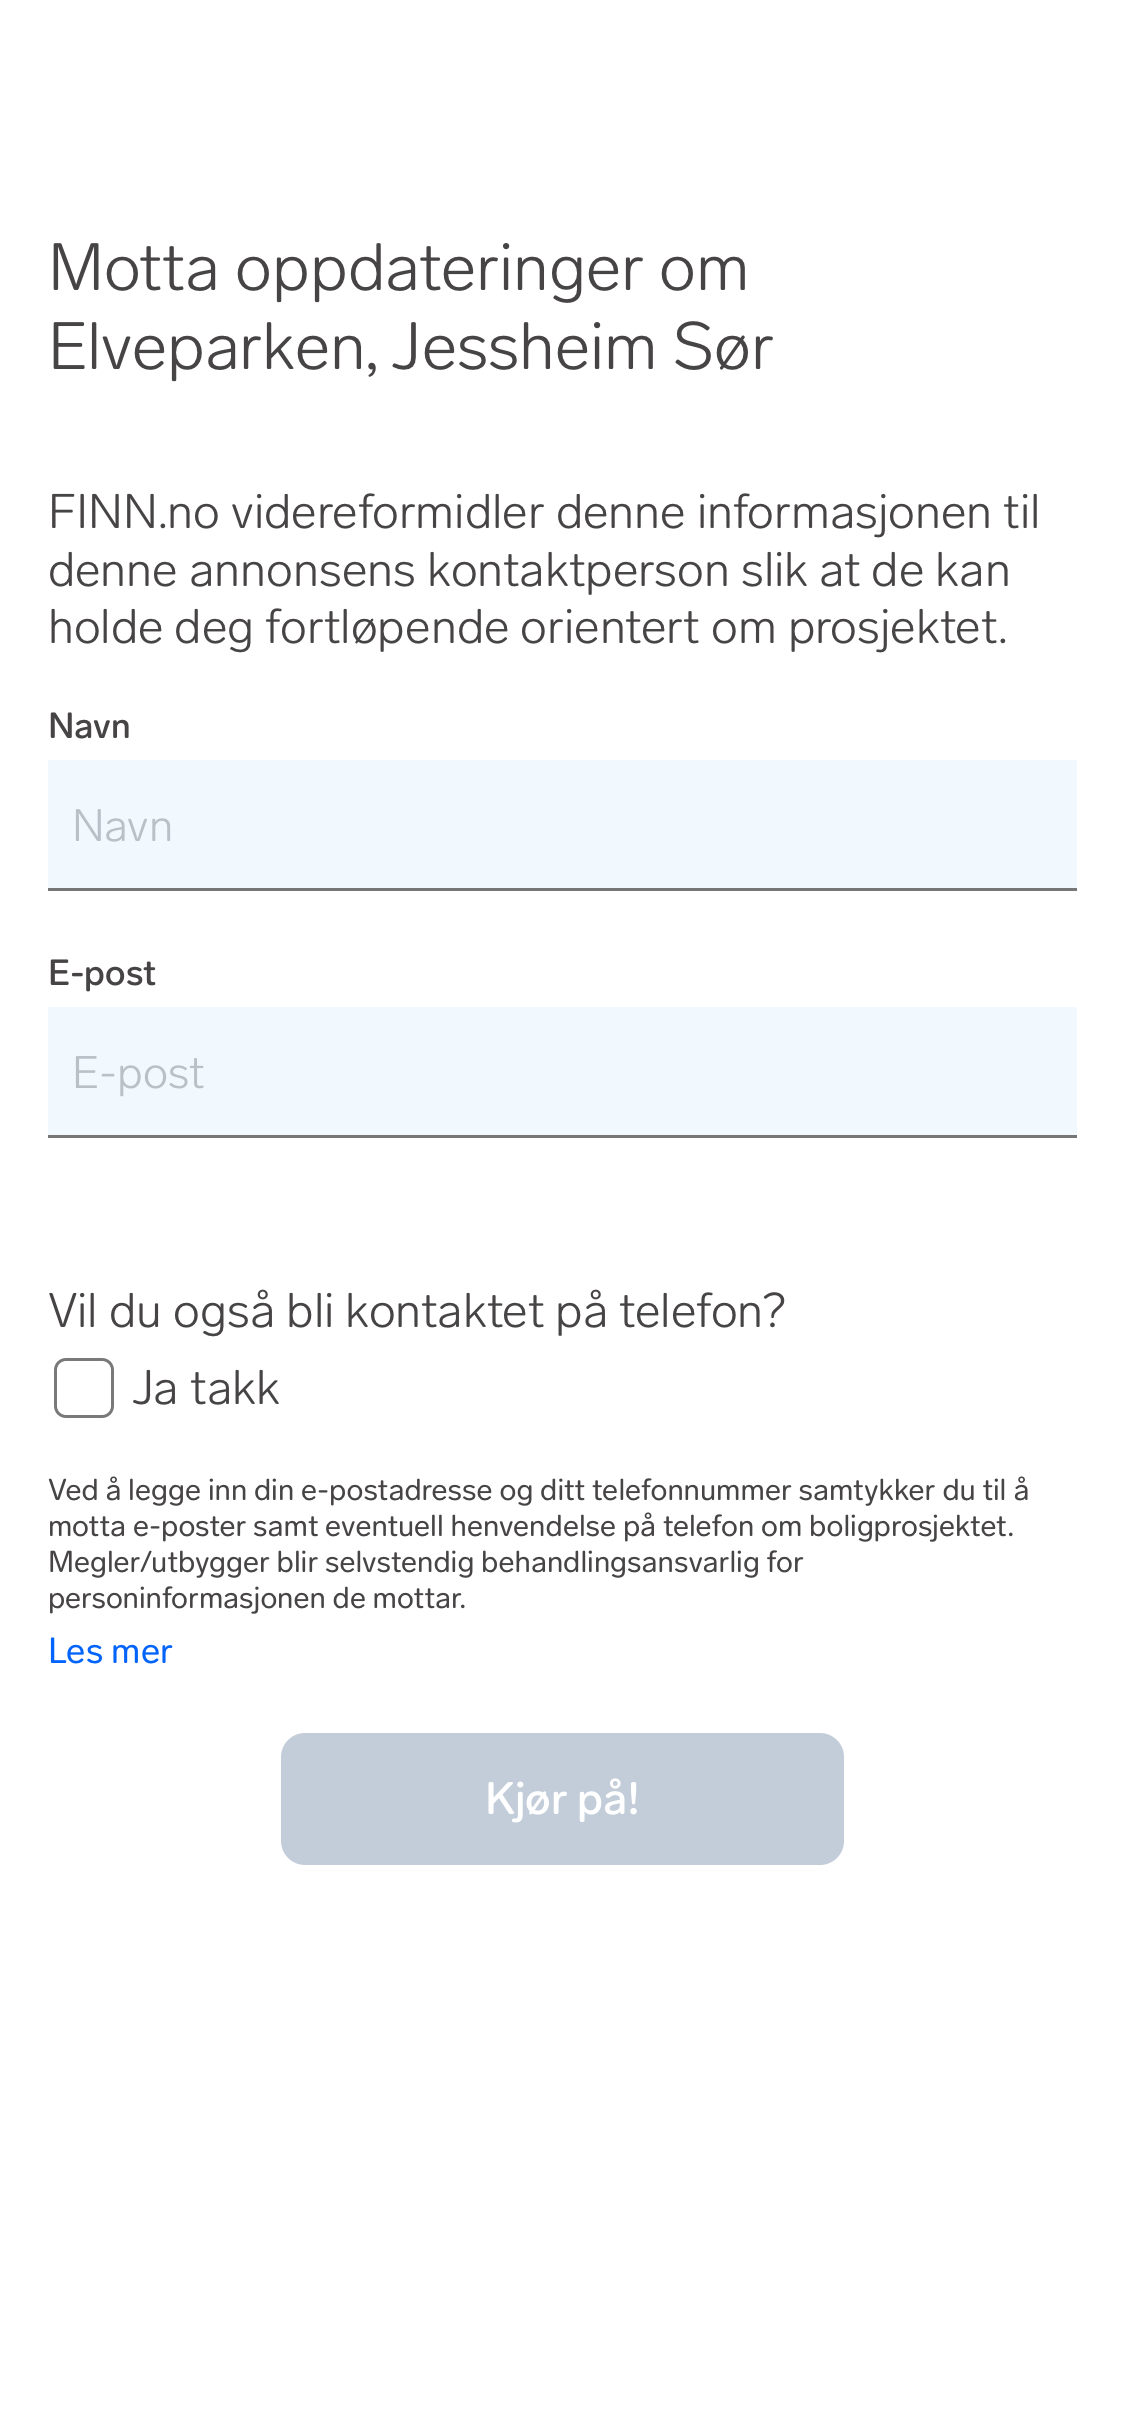 Motta oppdateringer om
Elveparken, Jessheim Sør
FINN.no videreformidler denne informasjonen til
denne annonsens kontaktperson slik at de kan
holde deg fortløpende orientert om prosjektet.
Navn
Navn
E-post
E-post
Vil du også bli kontaktet på telefon?
Ja takk
Ved å legge inn din e-postadresse og ditt telefonnummer samtykker du til å
motta e-poster samt eventuell henvendelse på telefon om boligprosjektet.
Megler/utbygger blir selvstendig behandlingsansvarlig for
personinformasjonen de mottar.
Les mer
Kjør på!